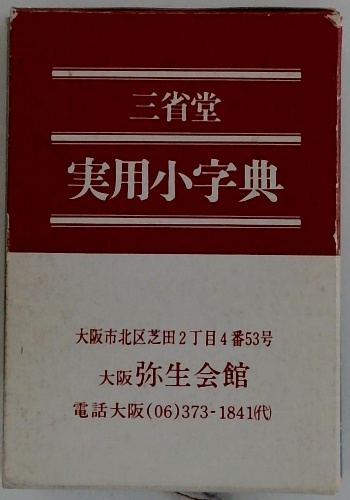 三省堂
実用小字典
大阪市北区芝田2丁目4番53号
大阪 弥生会館
電話大阪(06)373-1841(代)